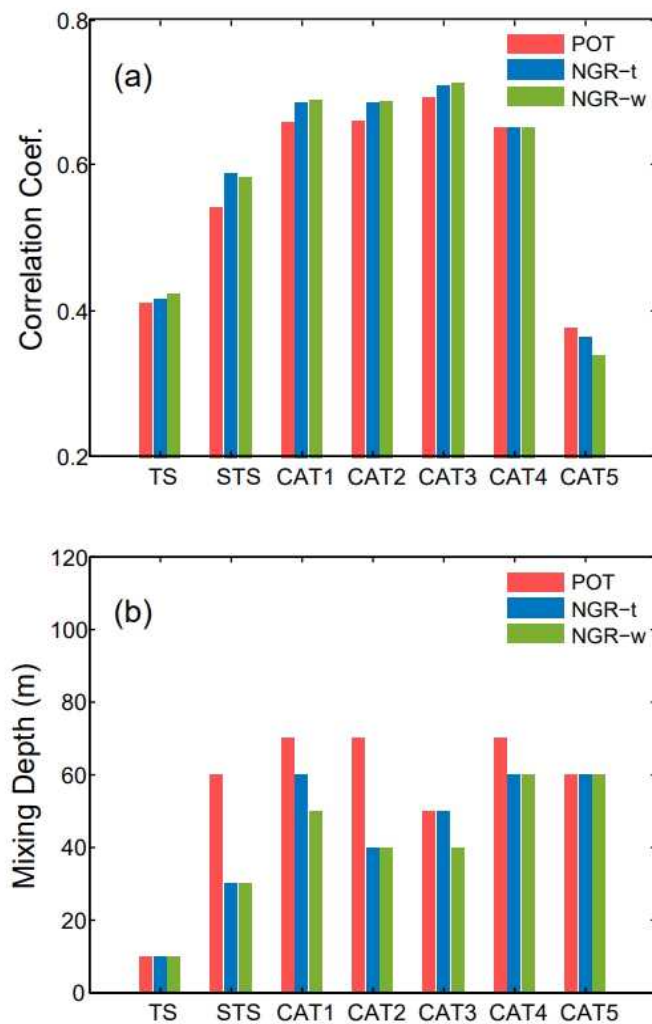 0.8
(a)
POT
NGR-t
NGR-w
0.6
Correlation Coef.
0.4
0.2
TS STS CAT1 CAT2 CAT3 CAT4 CAT5
120
(b)
POT
NGR-t
NGR-w
100
80
Mixing Depth (m)
60
40
20
0
TS STS CAT1 CAT2 CAT3 CAT4 CAT5